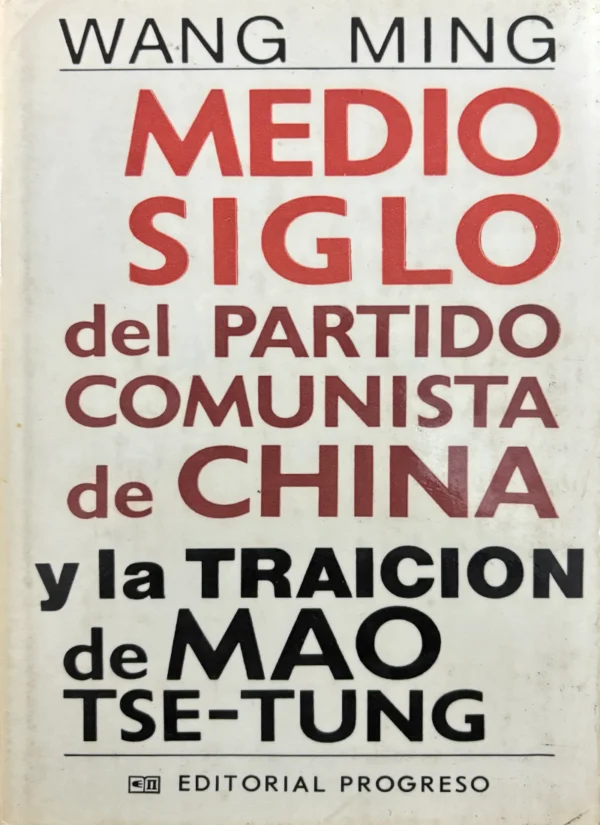 WANG MING
MEDIO
SIGLO
del PARTIDO
COMUNISTA
de CHINA
y la TRAICION
de MAO
TSE-TUNG
EDITORIAL PROGRESO